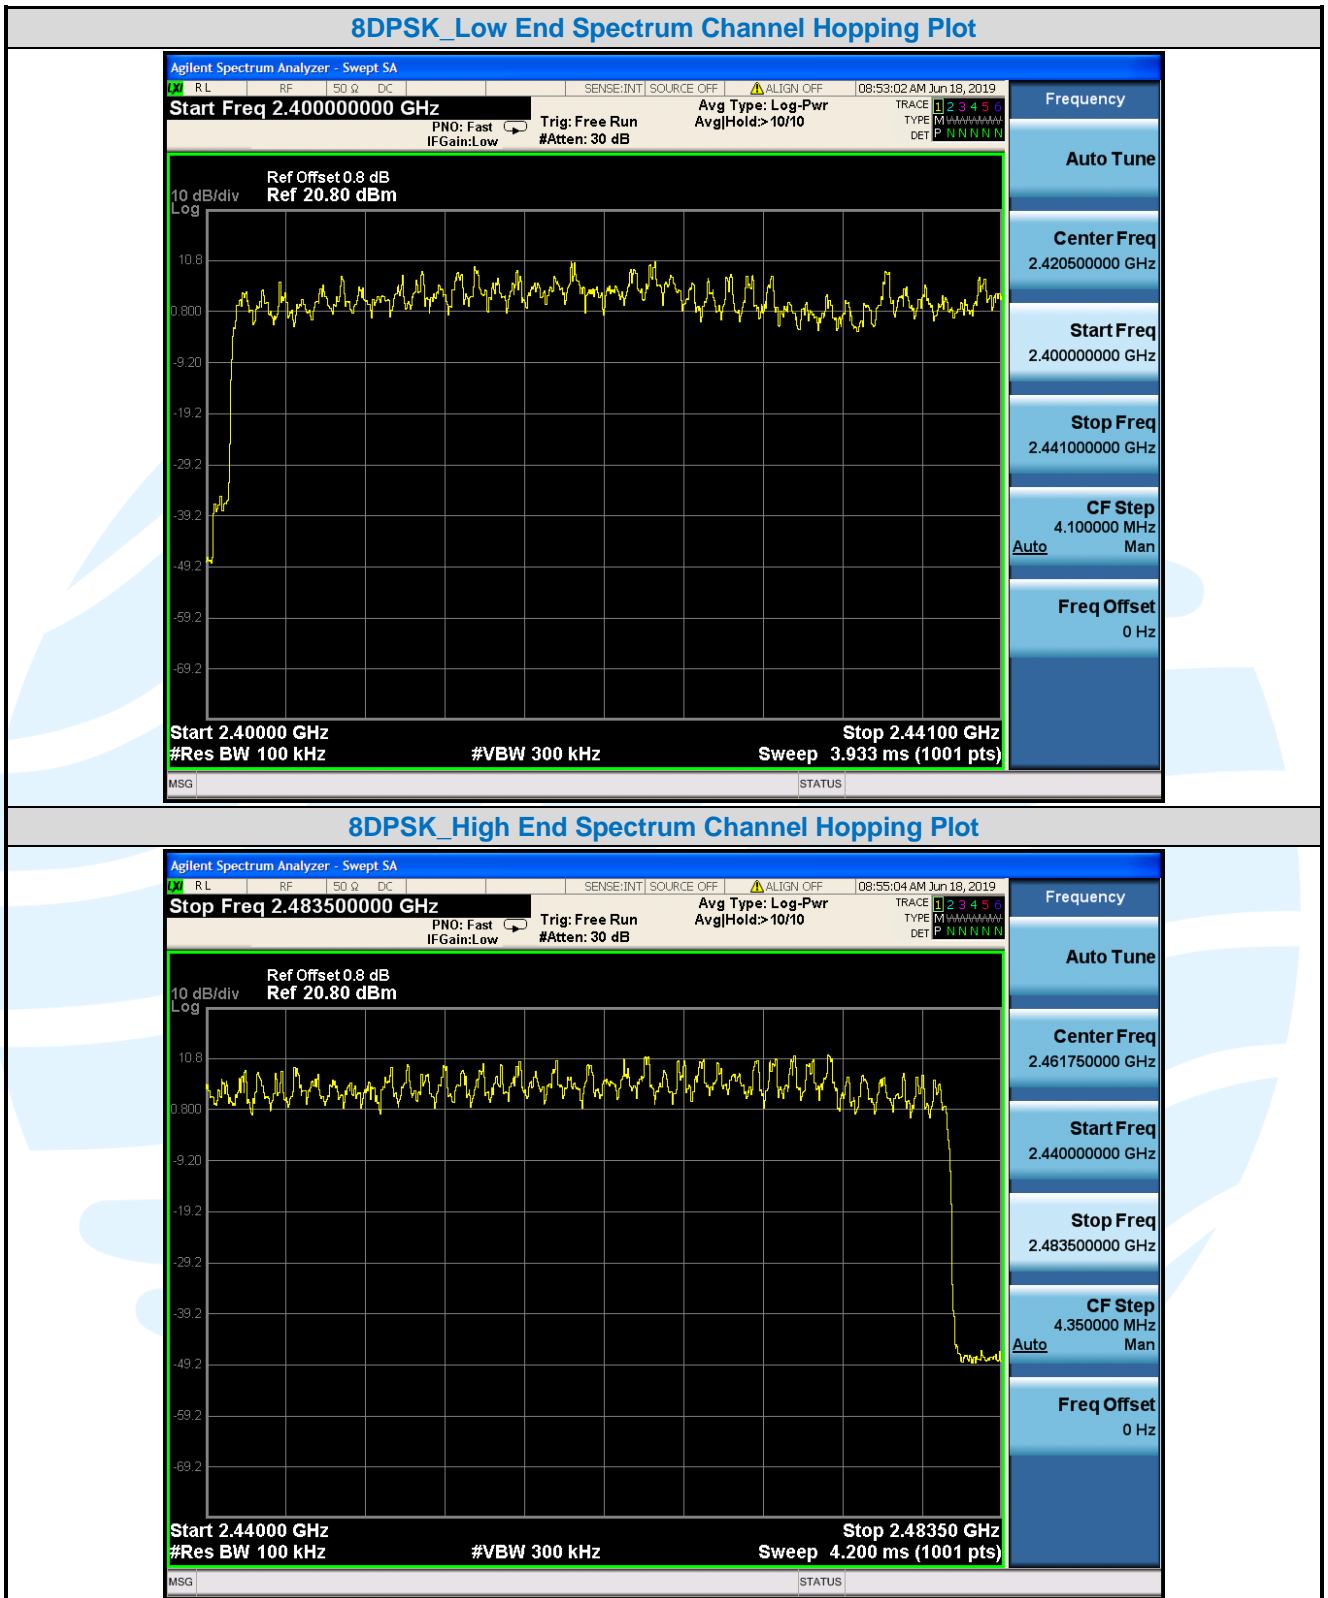 8DPSK_Low End Spectrum Channel Hopping Plot
Agilent Spectrum Analyzer - Swept SA
LXI RL RF 50 Ω DC SENSE:INT SOURCE OFF ALIGN OFF 08:53:02 AM Jun 18, 2019
Start Freq 2.400000000 GHz
PNO: Fast
IFGain:Low
Trig: Free Run
#Atten: 30 dB
Avg Type: Log-Pwr
Avg|Hold:> 10/10
TRACE 1 2 3 4 5 6
TYPE M WWWWW
DET P N N N N N
Ref Offset 0.8 dB
10 dB/div Ref 20.80 dBm
Log
10.8
0.800
-9.20
-19.2
-29.2
-39.2
-49.2
-59.2
-69.2
Start 2.40000 GHz Stop 2.44100 GHz
#Res BW 100 kHz #VBW 300 kHz Sweep 3.933 ms (1001 pts)
MSG STATUS
Frequency
Auto Tune
Center Freq
2.420500000 GHz
Start Freq
2.400000000 GHz
Stop Freq
2.441000000 GHz
CF Step
4.100000 MHz
Auto Man
Freq Offset
0 Hz
8DPSK_High End Spectrum Channel Hopping Plot
Agilent Spectrum Analyzer - Swept SA
LXI RL RF 50 Ω DC SENSE:INT SOURCE OFF ALIGN OFF 08:55:04 AM Jun 18, 2019
Stop Freq 2.483500000 GHz
PNO: Fast
IFGain:Low
Trig: Free Run
#Atten: 30 dB
Avg Type: Log-Pwr
Avg|Hold:> 10/10
TRACE 1 2 3 4 5 6
TYPE M WWWWW
DET P N N N N N
Ref Offset 0.8 dB
10 dB/div Ref 20.80 dBm
Log
10.8
0.800
-9.20
-19.2
-29.2
-39.2
-49.2
-59.2
-69.2
Start 2.44000 GHz Stop 2.48350 GHz
#Res BW 100 kHz #VBW 300 kHz Sweep 4.200 ms (1001 pts)
MSG STATUS
Frequency
Auto Tune
Center Freq
2.461750000 GHz
Start Freq
2.440000000 GHz
Stop Freq
2.483500000 GHz
CF Step
4.350000 MHz
Auto Man
Freq Offset
0 Hz